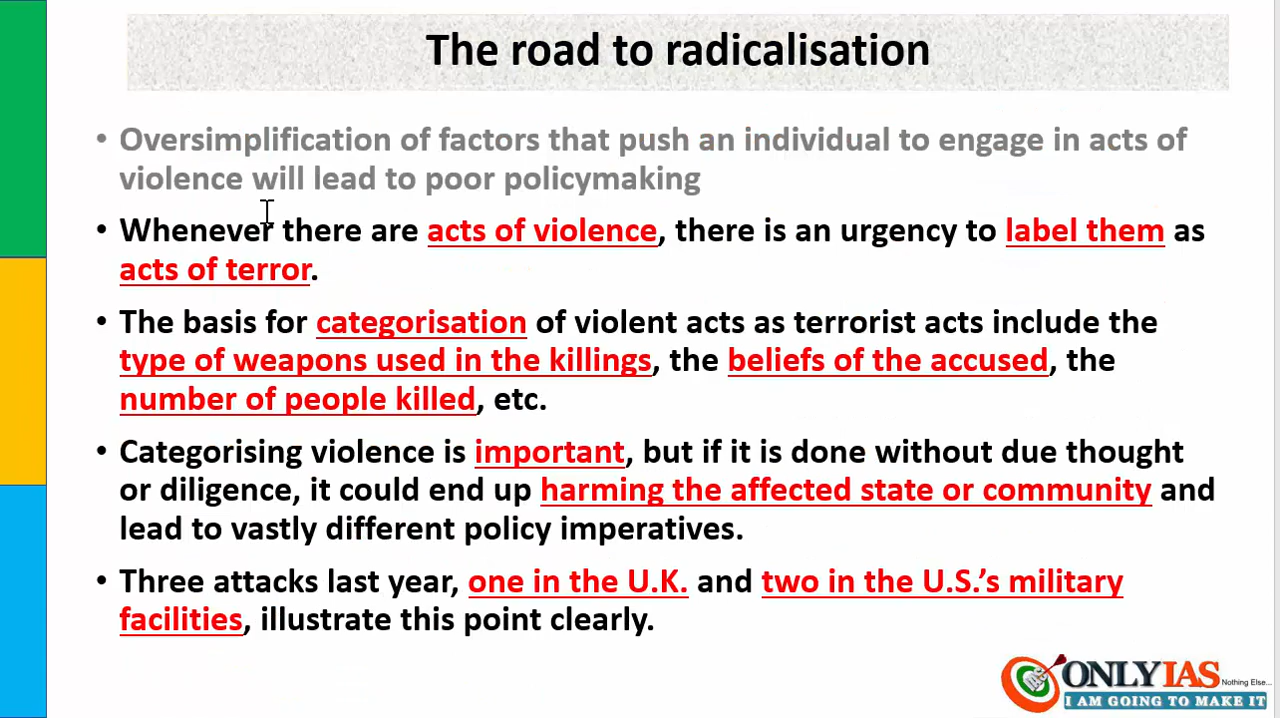 The road to radicalisation
• Oversimplification of factors that push an individual to engage in acts of
violence will lead to poor policymaking
• Whenever there are acts of violence, there is an urgency to label them as
acts of terror.
• The basis for categorisation of violent acts as terrorist acts include the
type of weapons used in the killings, the beliefs of the accused, the
number of people killed, etc.
• Categorising violence is important, but if it is done without due thought
or diligence, it could end up harming the affected state or community and
lead to vastly different policy imperatives.
• Three attacks last year, one in the U.K. and two in the U.S.’s military
facilities, illustrate this point clearly.
ONLYIAS Nothing Else...
I AM GOING TO MAKE IT